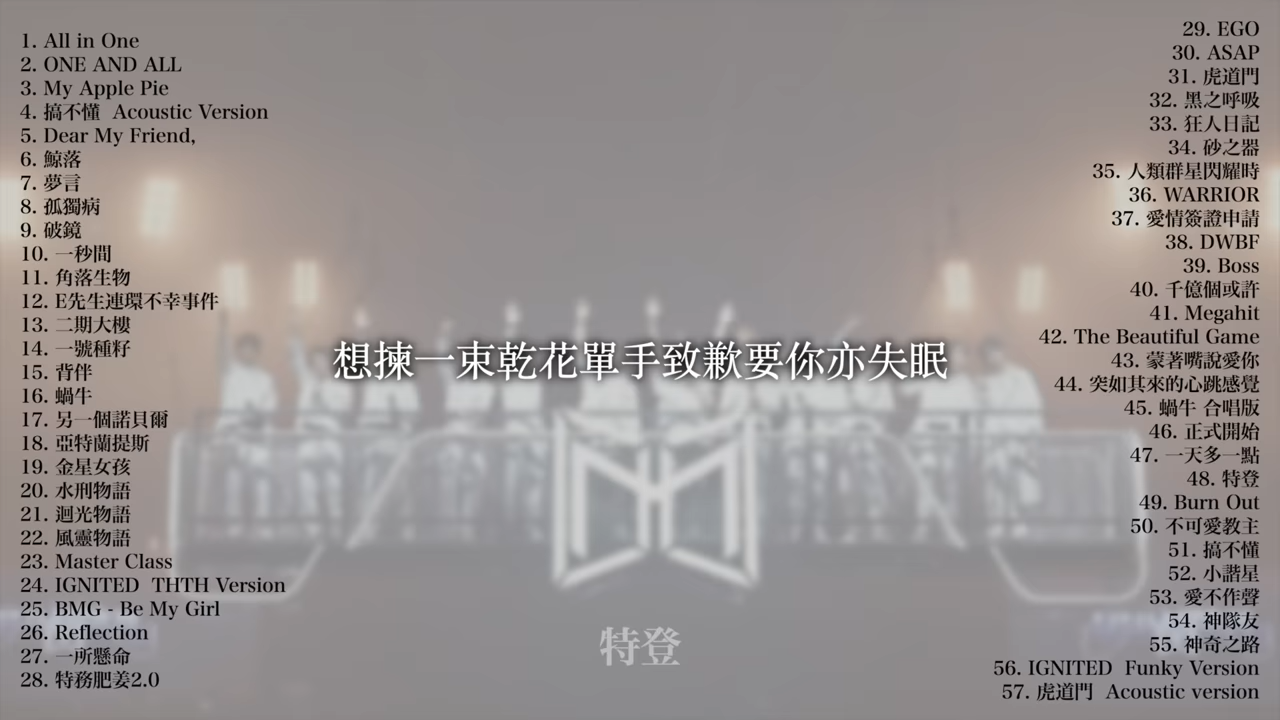 1. All in One
2. ONE AND ALL
3. My Apple Pie
4. 搞不懂 Acoustic Version
5. Dear My Friend,
6. 鯨落
7. 夢言
8. 孤獨病
9. 破鏡
10. 一秒間
11. 角落生物
12. E先生連環不幸事件
13. 二期大樓
14. 一號種籽
15. 背伴
16. 蝸牛
17. 另一個諾貝爾
18. 亞特蘭提斯
19. 金星女孩
20. 水刑物語
21. 迴光物語
22. 風靈物語
23. Master Class
24. IGNITED THTH Version
25. BMG - Be My Girl
26. Reflection
27. 一所懸命
28. 特務肥姜2.0
想揀一束乾花單手致歉要你亦失眠
特登
29. EGO
30. ASAP
31. 虎道門
32. 黑之呼吸
33. 狂人日記
34. 砂之器
35. 人類群星閃耀時
36. WARRIOR
37. 愛情簽證申請
38. DWBF
39. Boss
40. 千億個或許
41. Megahit
42. The Beautiful Game
43. 蒙著嘴說愛你
44. 突如其來的心跳感覺
45. 蝸牛 合唱版
46. 正式開始
47. 一天多一點
48. 特登
49. Burn Out
50. 不可愛教主
51. 搞不懂
52. 小諧星
53. 愛不作聲
54. 神隊友
55. 神奇之路
56. IGNITED Funky Version
57. 虎道門 Acoustic version